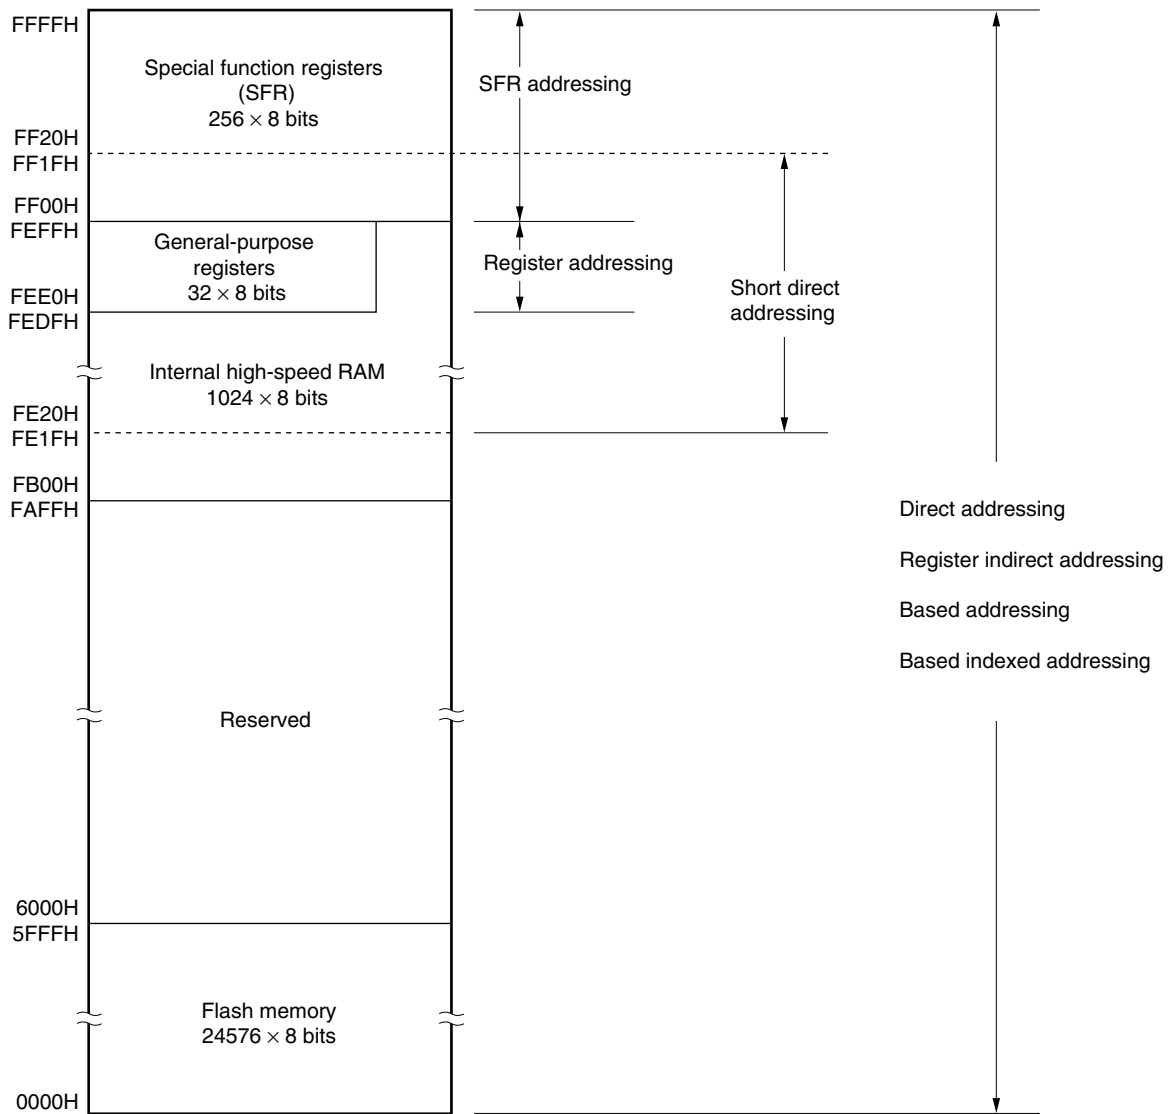 FFFFH
Special function registers
(SFR)
256 × 8 bits
SFR addressing
FF20H
FF1FH
FF00H
FEFFH
General-purpose
registers
32 × 8 bits
Register addressing
Short direct
addressing
FEE0H
FEDFH
Internal high-speed RAM
1024 × 8 bits
FE20H
FE1FH
FB00H
FAFFH
Direct addressing
Register indirect addressing
Based addressing
Based indexed addressing
Reserved
6000H
5FFFH
Flash memory
24576 × 8 bits
0000H